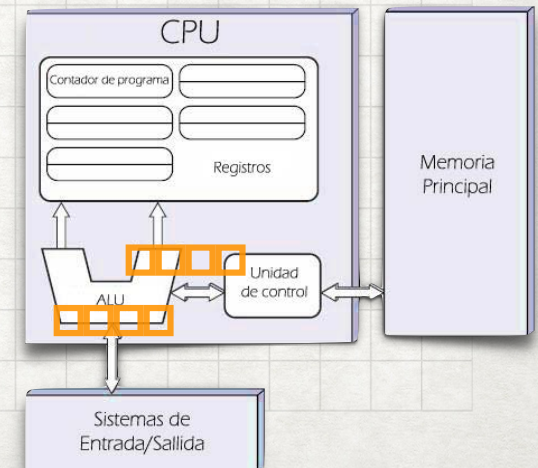 CPU
Contador de programa
Registros
Memoria
Principal
ALU
Unidad
de control
Sistemas de
Entrada/Sallida